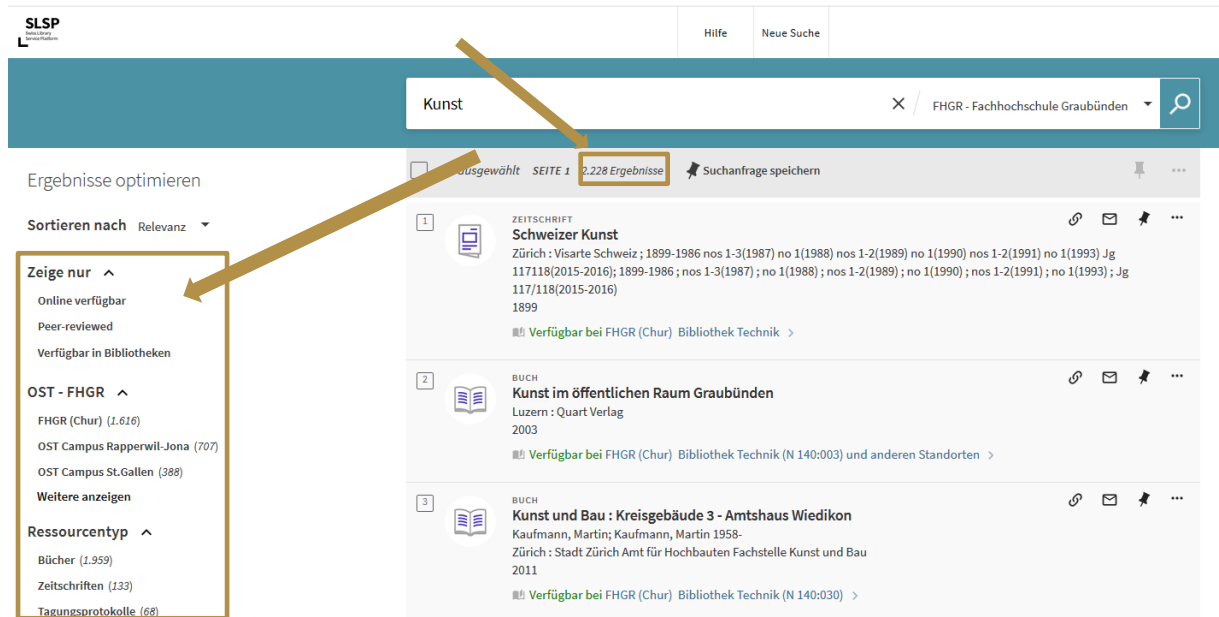 SLSP
Swiss Library
Service Platform
Hilfe
Neue Suche
Kunst
FHGR - Fachhochschule Graubünden
Ergebnisse optimieren
Sortieren nach Relevanz
Zeige nur
Online verfügbar
Peer-reviewed
Verfügbar in Bibliotheken
OST - FHGR
FHGR (Chur) (1.616)
OST Campus Rapperwil-Jona (707)
OST Campus St.Gallen (388)
Weitere anzeigen
Ressourcentyp
Bücher (1.959)
Zeitschriften (133)
Tagungsprotokolle (68)
ausgewählt SEITE 1 2.228 Ergebnisse Suchanfrage speichern
1
ZEITSCHRIFT
Schweizer Kunst
Zürich : Visarte Schweiz ; 1899-1986 nos 1-3(1987) no 1(1988) nos 1-2(1989) no 1(1990) nos 1-2(1991) no 1(1993) Jg
117118(2015-2016); 1899-1986 ; nos 1-3(1987) ; no 1(1988) ; nos 1-2(1989) ; no 1(1990) ; nos 1-2(1991) ; no 1(1993) ; Jg
117/118(2015-2016)
1899
Verfügbar bei FHGR (Chur) Bibliothek Technik >
2
BUCH
Kunst im öffentlichen Raum Graubünden
Luzern : Quart Verlag
2003
Verfügbar bei FHGR (Chur) Bibliothek Technik (N 140:003) und anderen Standorten >
3
BUCH
Kunst und Bau : Kreisgebäude 3 - Amtshaus Wiedikon
Kaufmann, Martin; Kaufmann, Martin 1958-
Zürich : Stadt Zürich Amt für Hochbauten Fachstelle Kunst und Bau
2011
Verfügbar bei FHGR (Chur) Bibliothek Technik (N 140:030) >